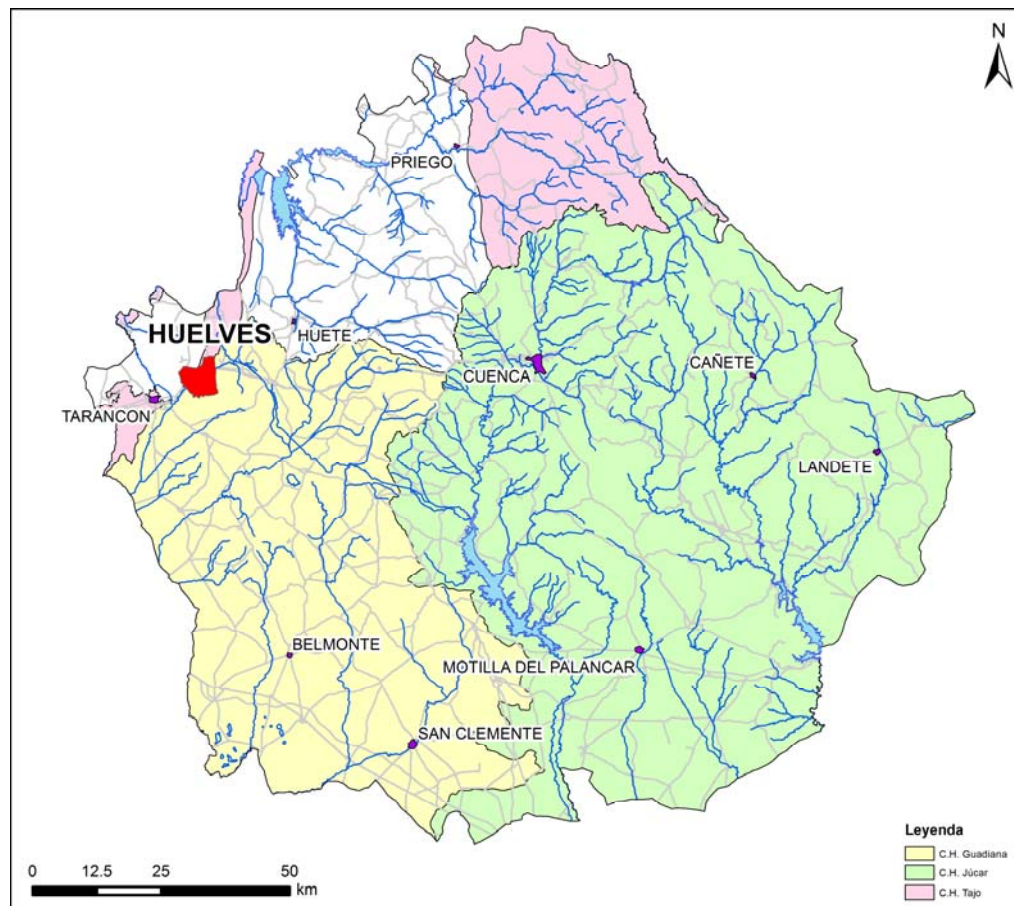 N
PRIEGO
HUELVES
HUETE
CUENCA
CAÑETE
TARANCON
LANDETE
BELMONTE
MOTILLA DEL PALANCAR
SAN CLEMENTE
Leyenda
C.H. Guadiana
C.H. Júcar
C.H. Tajo
0 12.5 25 50
km